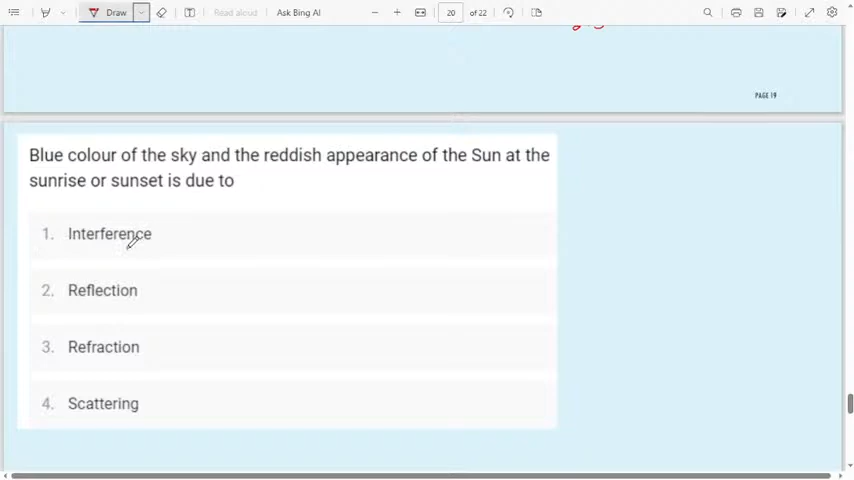 Draw
Read aloud
Ask Bing AI
20
of 22
PAGE 19
Blue colour of the sky and the reddish appearance of the Sun at the
sunrise or sunset is due to
1. Interference
2. Reflection
3. Refraction
4. Scattering